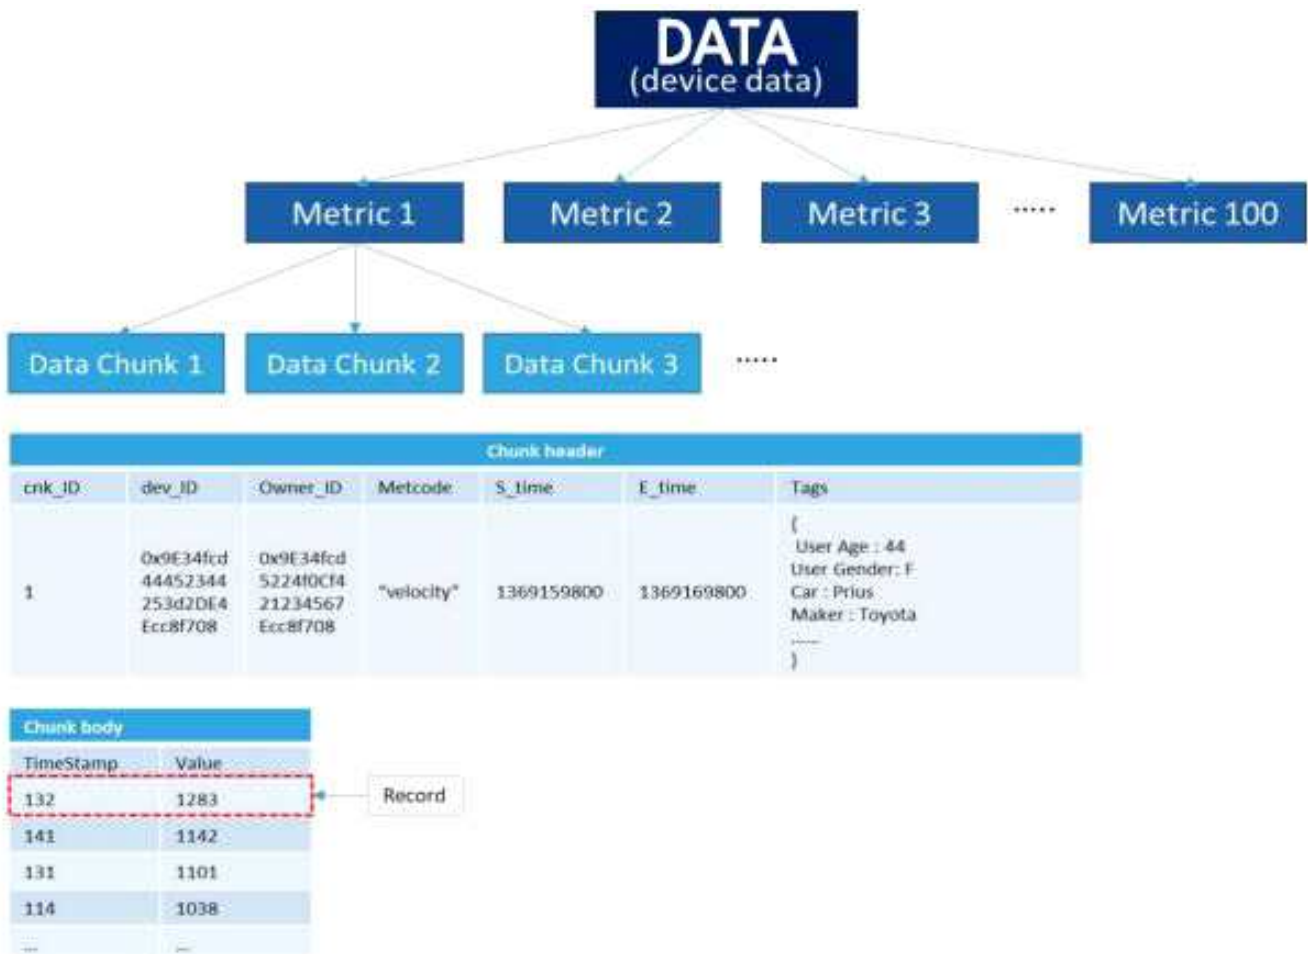 DATA
(device data)
Metric 1 Metric 2 Metric 3 ..... Metric 100
Data Chunk 1 Data Chunk 2 Data Chunk 3 .....
Chunk header
cnk_ID dev_ID Owner_ID Metcode S_time E_time Tags
{
User Age : 44
0x9E34fcd 0x9E34fcd User Gender: F
44452344 5224f0Cf4
1 "velocity" 1369159800 1369169800 Car : Prius
253d2DE4 21234567
Ecc8f708 Ecc8f708 Maker : Toyota
......
}
Chunk body
TimeStamp Value
132 1283 Record
141 1142
131 1101
114 1038
... ...